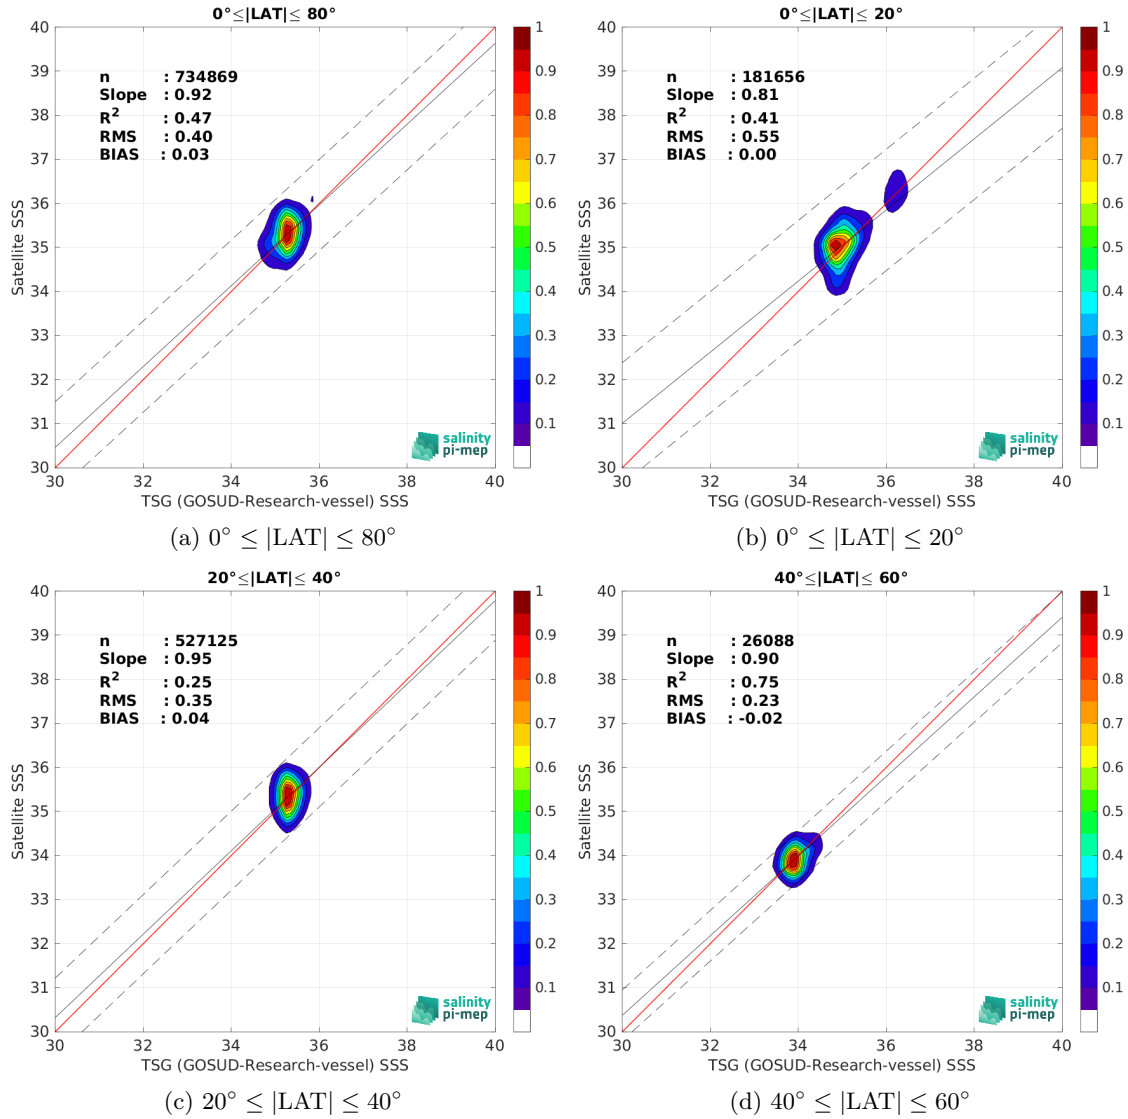 0°≤|LAT|≤ 80°
n : 734869
Slope : 0.92
R² : 0.47
RMS : 0.40
BIAS : 0.03
40
39
38
37
36
35
34
33
32
31
30
30 32 34 36 38 40
Satellite SSS
TSG (GOSUD-Research-vessel) SSS
1
0.9
0.8
0.7
0.6
0.5
0.4
0.3
0.2
0.1
salinity
pi-mep
(a) 0° ≤ |LAT| ≤ 80°
0°≤|LAT|≤ 20°
n : 181656
Slope : 0.81
R² : 0.41
RMS : 0.55
BIAS : 0.00
40
39
38
37
36
35
34
33
32
31
30
30 32 34 36 38 40
Satellite SSS
TSG (GOSUD-Research-vessel) SSS
1
0.9
0.8
0.7
0.6
0.5
0.4
0.3
0.2
0.1
salinity
pi-mep
(b) 0° ≤ |LAT| ≤ 20°
20°≤|LAT|≤ 40°
n : 527125
Slope : 0.95
R² : 0.25
RMS : 0.35
BIAS : 0.04
40
39
38
37
36
35
34
33
32
31
30
30 32 34 36 38 40
Satellite SSS
TSG (GOSUD-Research-vessel) SSS
1
0.9
0.8
0.7
0.6
0.5
0.4
0.3
0.2
0.1
salinity
pi-mep
(c) 20° ≤ |LAT| ≤ 40°
40°≤|LAT|≤ 60°
n : 26088
Slope : 0.90
R² : 0.75
RMS : 0.23
BIAS : -0.02
40
39
38
37
36
35
34
33
32
31
30
30 32 34 36 38 40
Satellite SSS
TSG (GOSUD-Research-vessel) SSS
1
0.9
0.8
0.7
0.6
0.5
0.4
0.3
0.2
0.1
salinity
pi-mep
(d) 40° ≤ |LAT| ≤ 60°